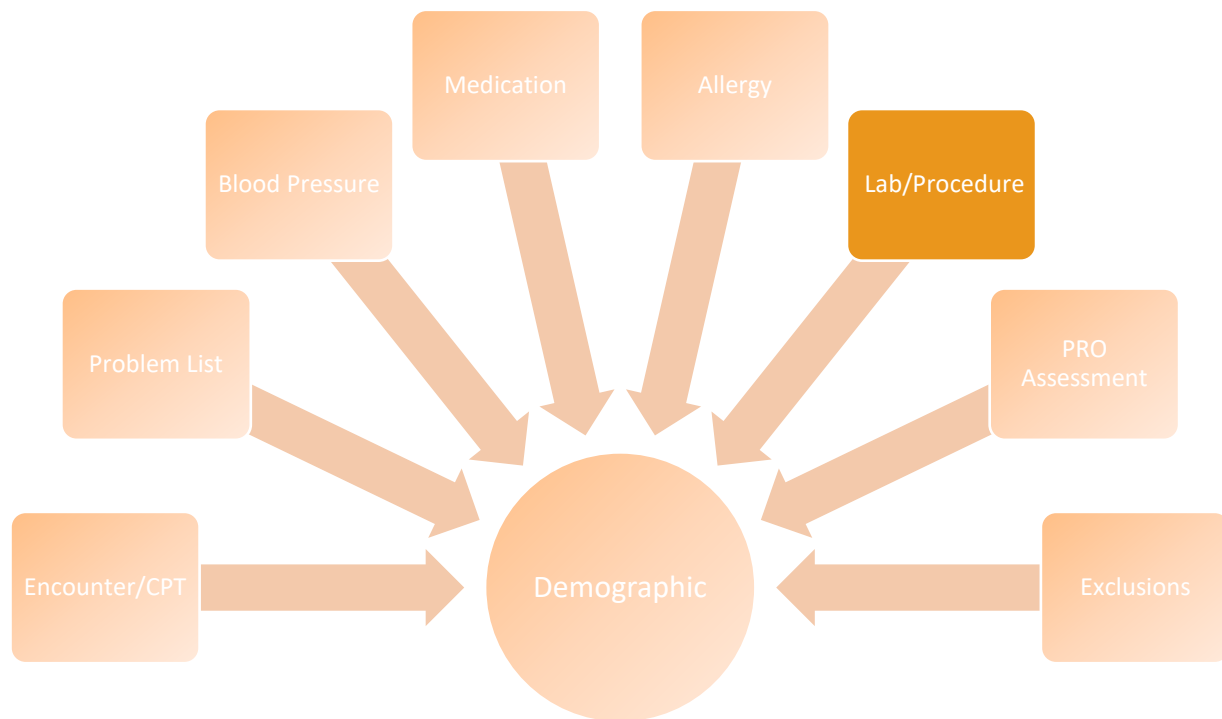 Medication
Allergy
Blood Pressure
Lab/Procedure
Problem List
PRO
Assessment
Encounter/CPT
Demographic
Exclusions